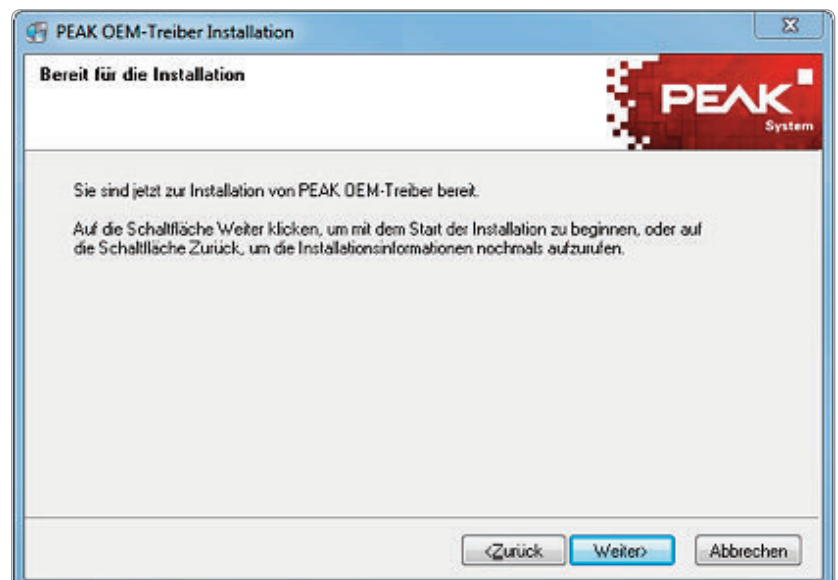 PEAK OEM-Treiber Installation
Bereit für die Installation
PEAK
System
Sie sind jetzt zur Installation von PEAK OEM-Treiber bereit.
Auf die Schaltfläche Weiter klicken, um mit dem Start der Installation zu beginnen, oder auf
die Schaltfläche Zurück, um die Installationsinformationen nochmals aufzurufen.
<Zurück Weiter> Abbrechen